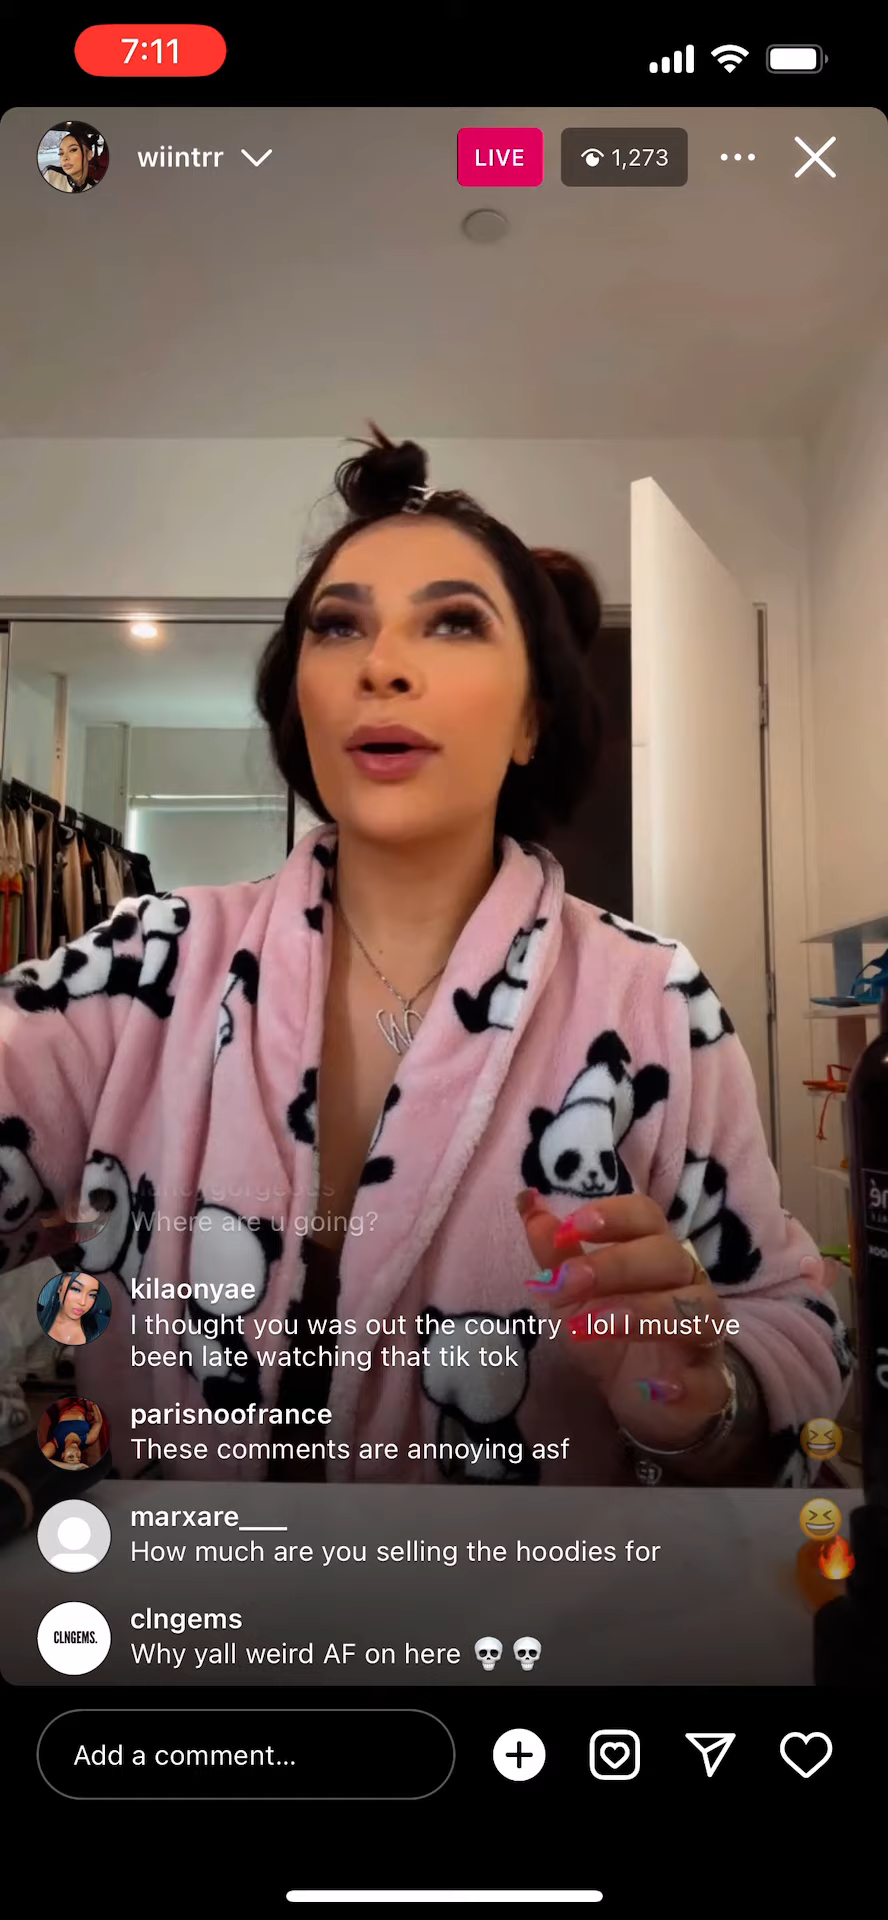 7:11
wiintrr
LIVE
1,273
Where are u going?
kilaonyae
I thought you was out the country . lol I must’ve
been late watching that tik tok
parisnoofrance
These comments are annoying asf
marxare___
How much are you selling the hoodies for
CLNGEMS.
clngems
Why yall weird AF on here 💀💀
Add a comment...